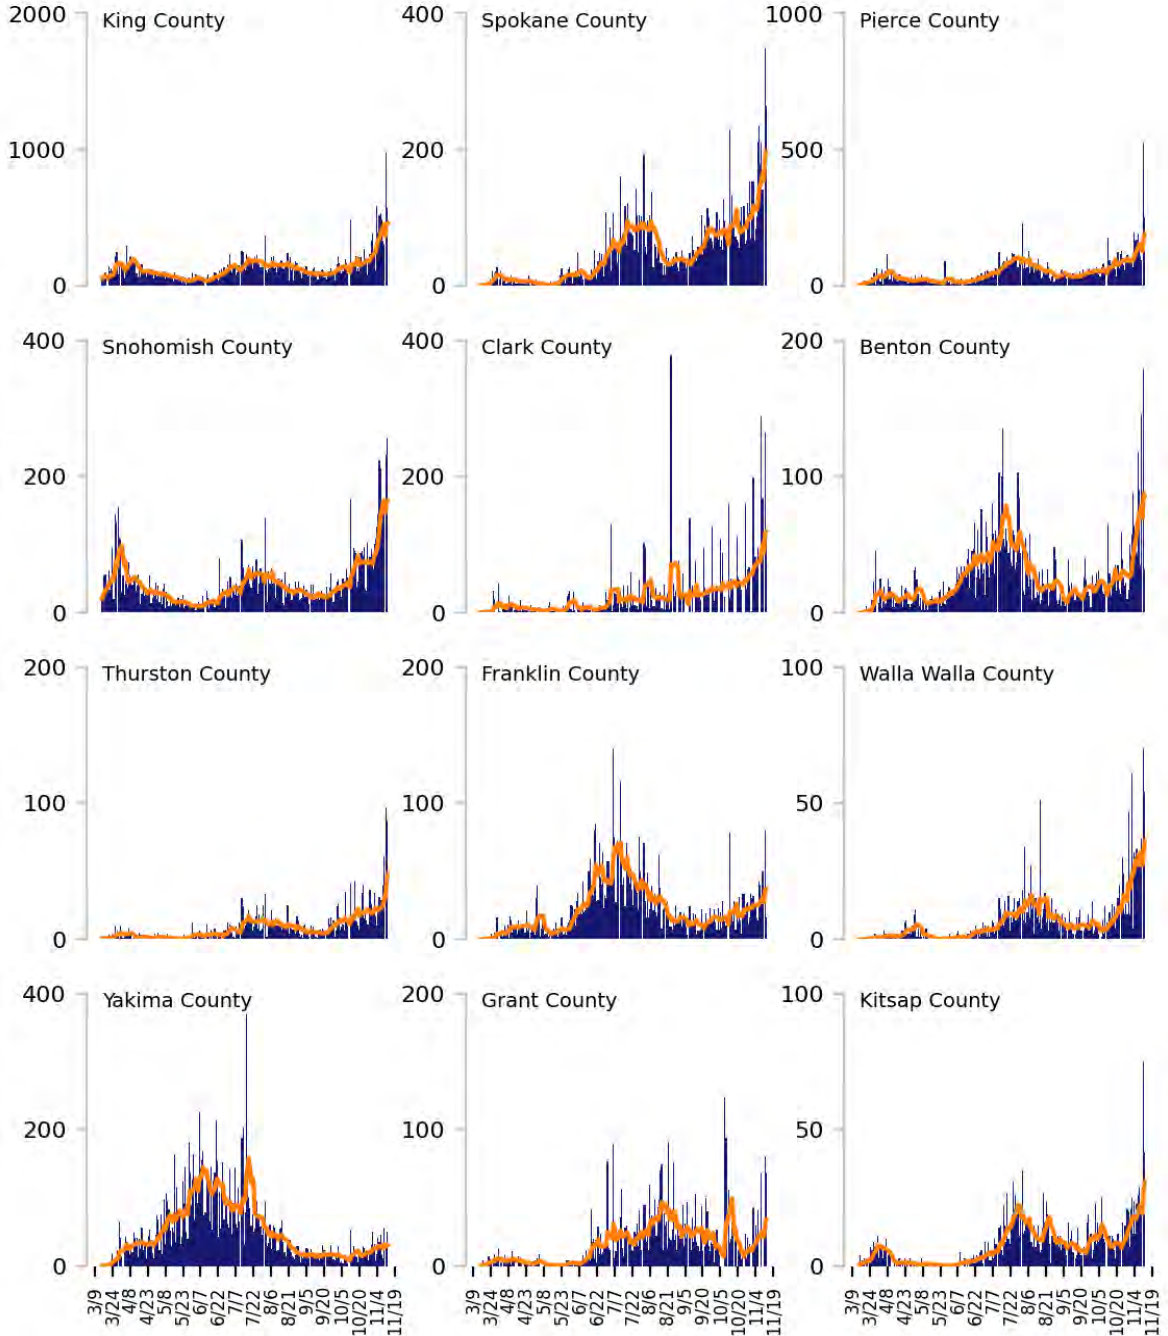 2000 King County 400 Spokane County 1000 Pierce County
1000 200 500
0 0 0
400 Snohomish County 400 Clark County 200 Benton County
200 200 100
0 0 0
200 Thurston County 200 Franklin County 100 Walla Walla County
100 100 50
0 0 0
400 Yakima County 200 Grant County 100 Kitsap County
200 100 50
0 0 0
3/9 3/24 4/8 4/23 5/8 5/23 6/7 6/22 7/7 7/22 8/6 8/21 9/5 9/20 10/5 10/20 11/4 11/19 3/9 3/24 4/8 4/23 5/8 5/23 6/7 6/22 7/7 7/22 8/6 8/21 9/5 9/20 10/5 10/20 11/4 11/19 3/9 3/24 4/8 4/23 5/8 5/23 6/7 6/22 7/7 7/22 8/6 8/21 9/5 9/20 10/5 10/20 11/4 11/19